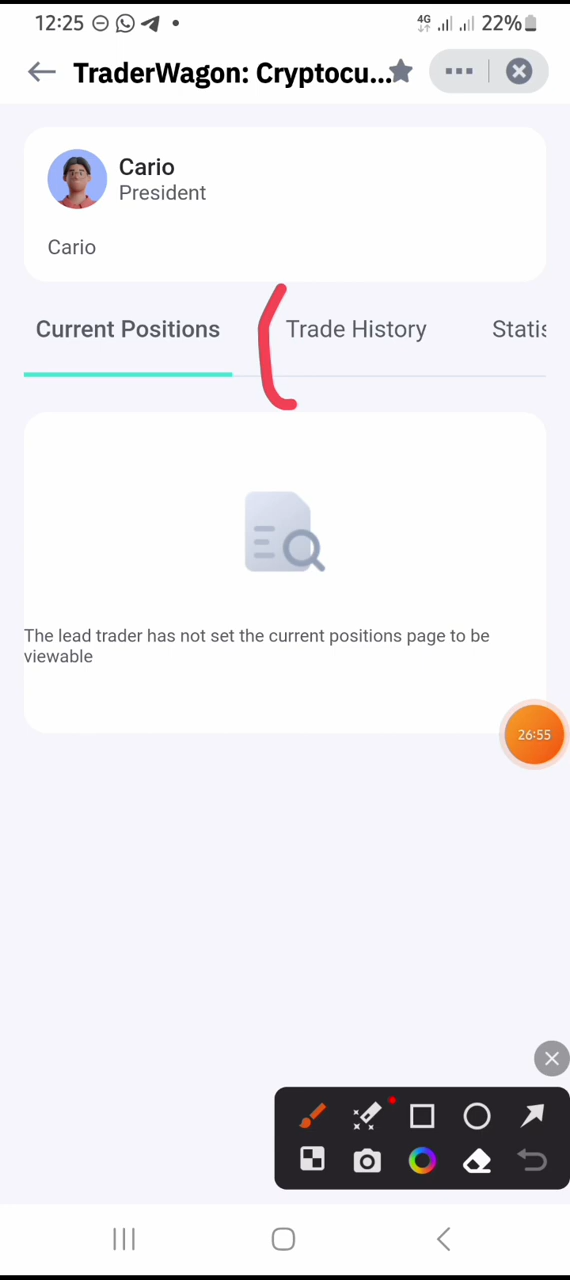 12:25
4G
22%
TraderWagon: Cryptocu...
Cario
President
Cario
Current Positions
Trade History
Statis
The lead trader has not set the current positions page to be
viewable
26:55